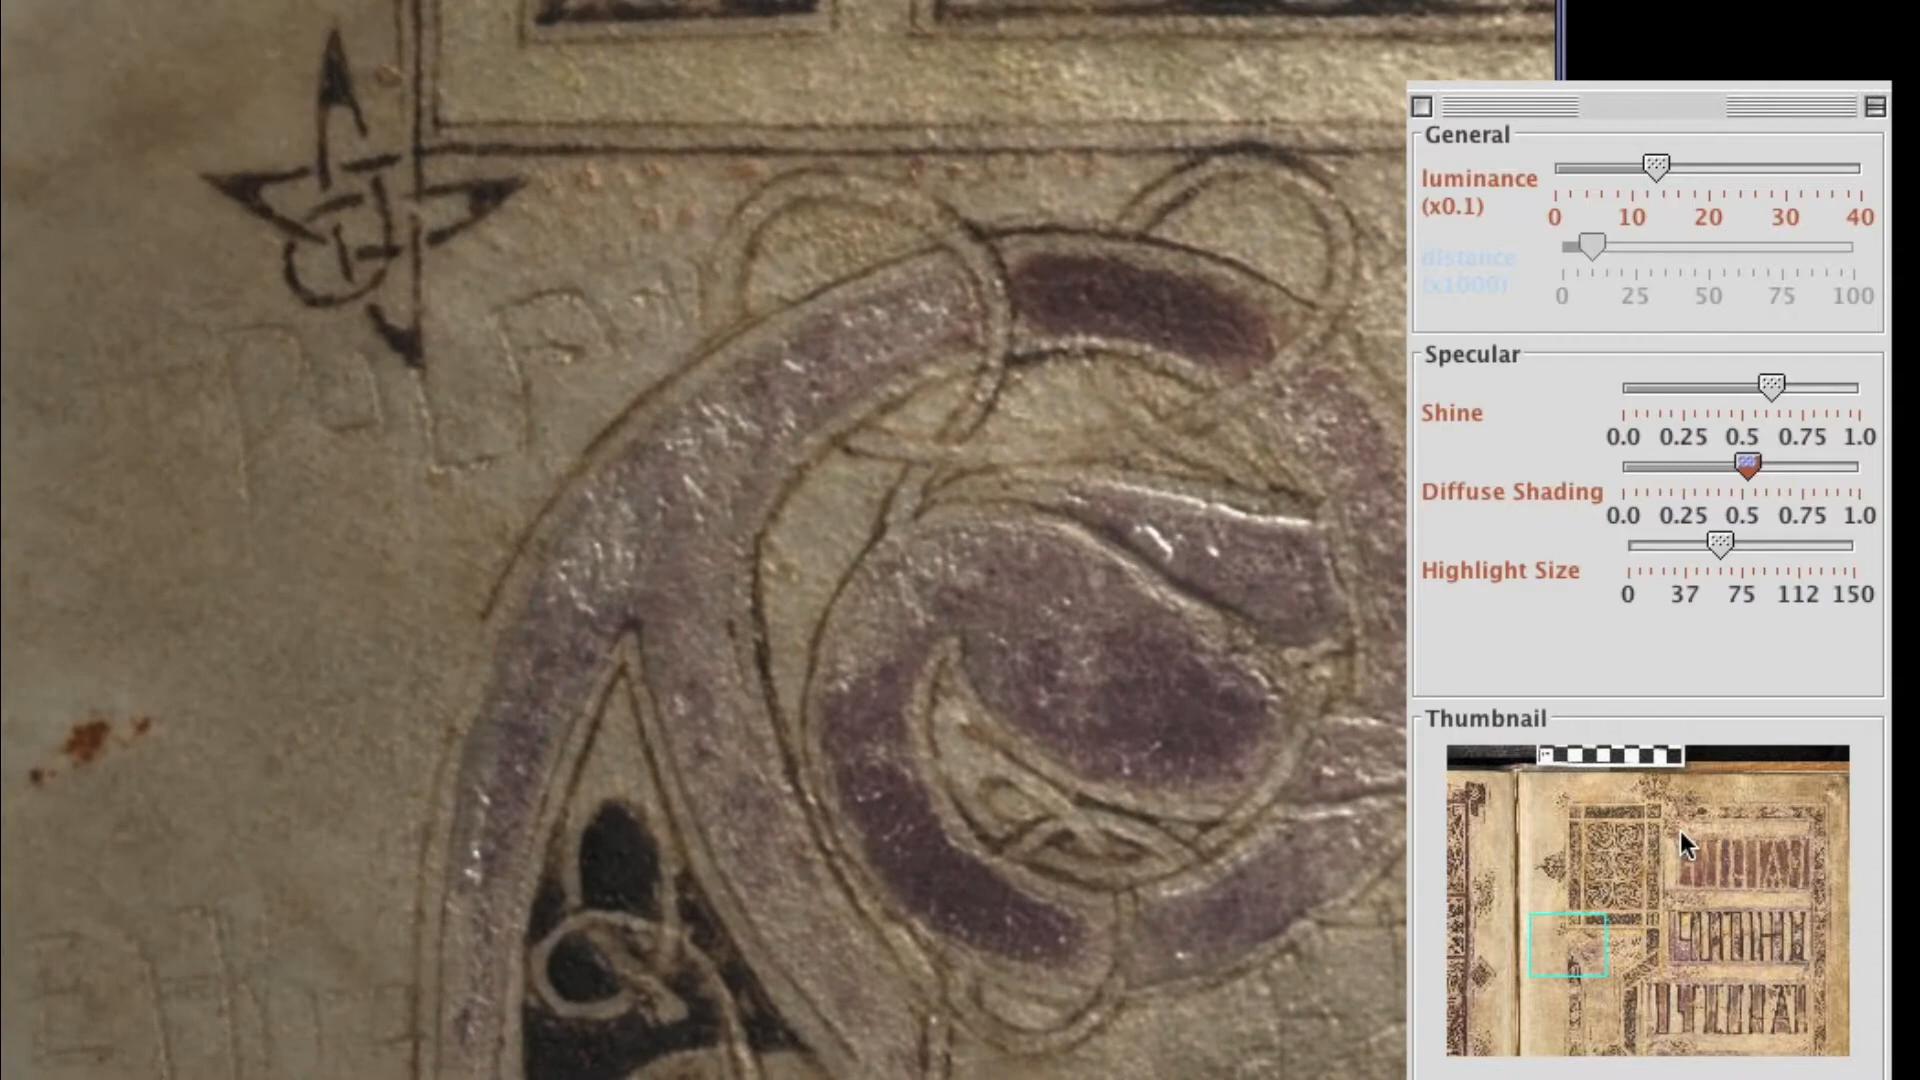 General
luminance
(x0.1)
0 10 20 30 40
distance
(x1000)
0 25 50 75 100
Specular
Shine
0.0 0.25 0.5 0.75 1.0
Diffuse Shading
0.0 0.25 0.5 0.75 1.0
Highlight Size
0 37 75 112 150
Thumbnail